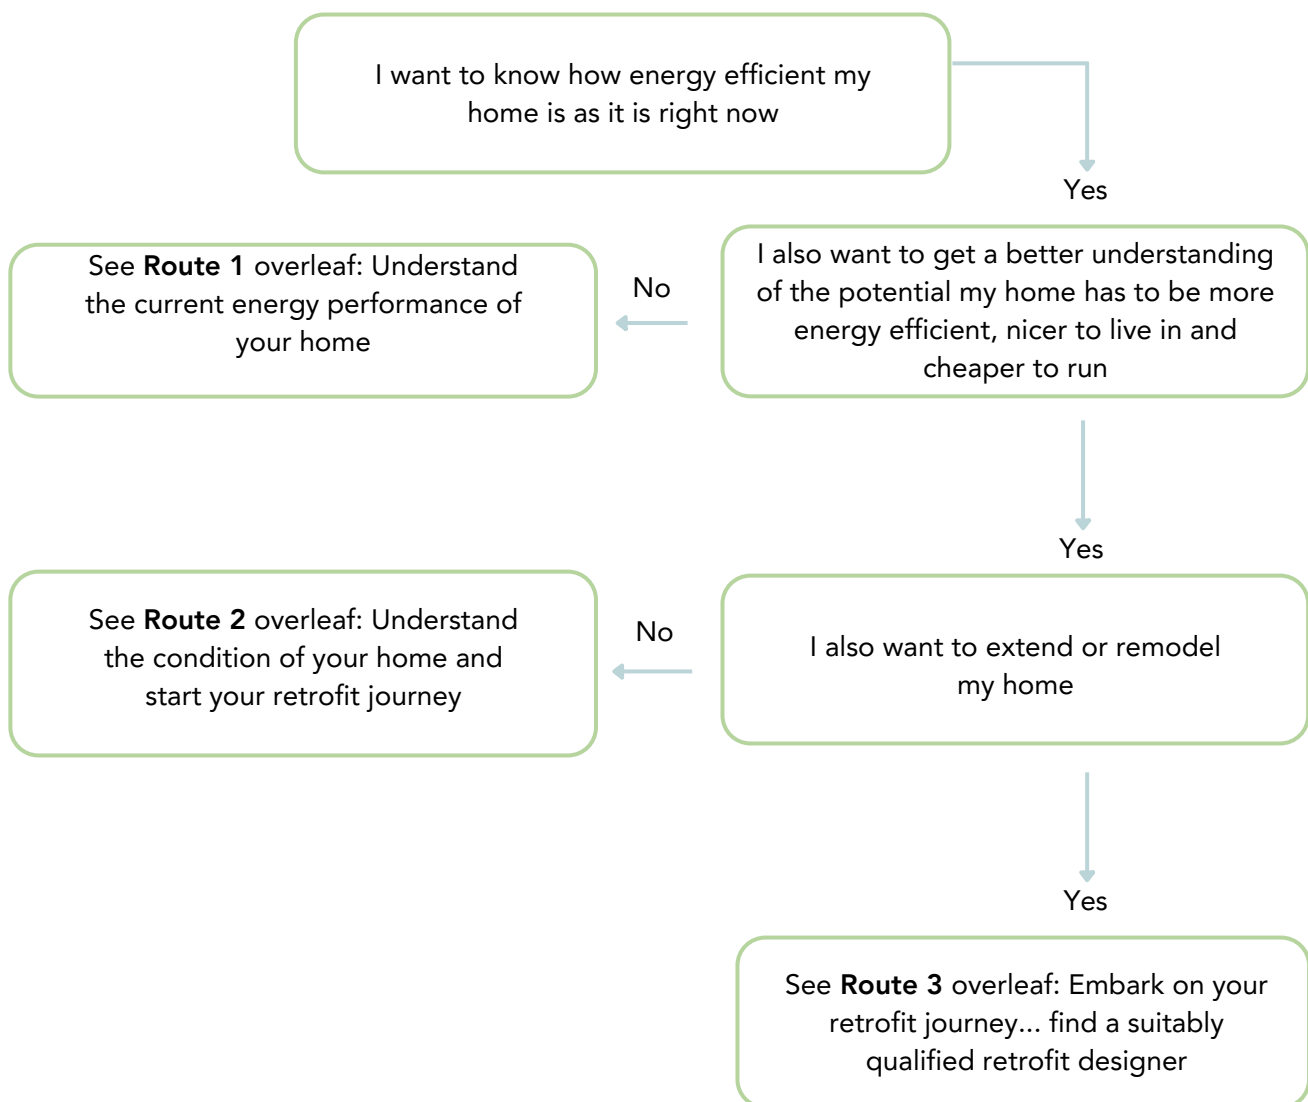 I want to know how energy efficient my
home is as it is right now
Yes
I also want to get a better understanding
of the potential my home has to be more
energy efficient, nicer to live in and
cheaper to run
No
See Route 1 overleaf: Understand
the current energy performance of
your home
Yes
I also want to extend or remodel
my home
No
See Route 2 overleaf: Understand
the condition of your home and
start your retrofit journey
Yes
See Route 3 overleaf: Embark on your
retrofit journey... find a suitably
qualified retrofit designer